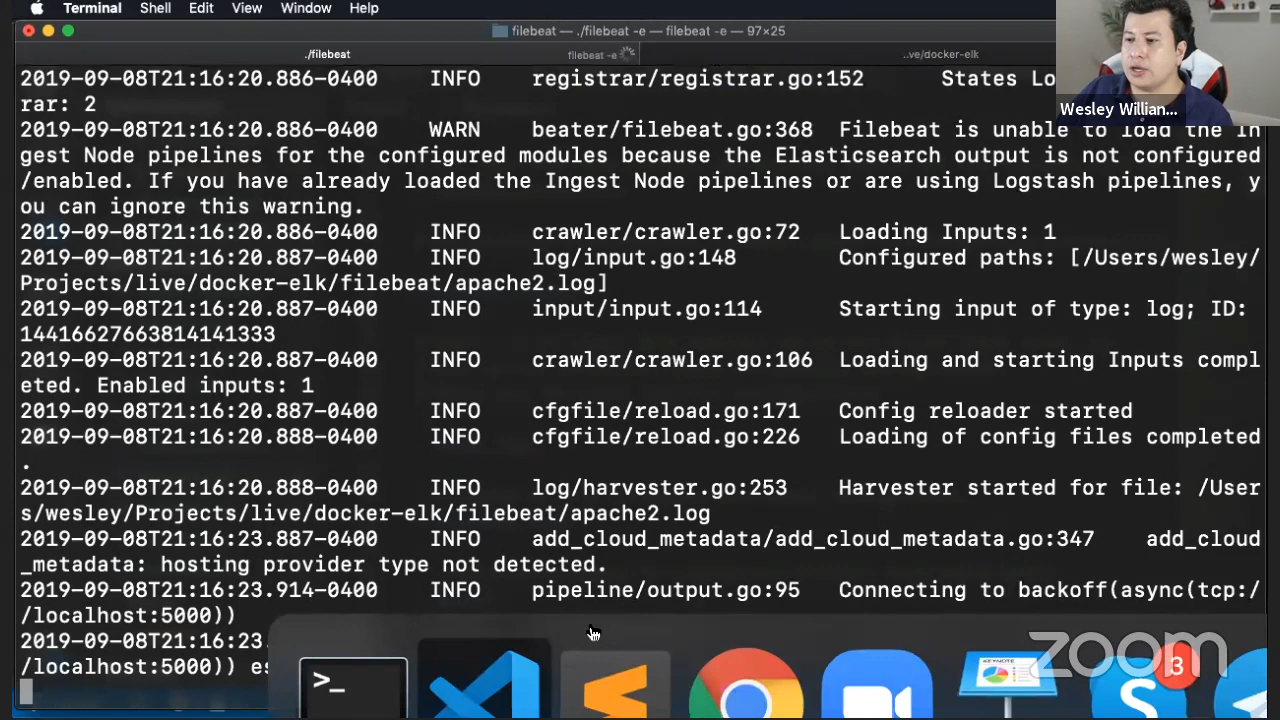 Terminal Shell Edit View Window Help
filebeat — ./filebeat -e — filebeat -e — 97×25
./filebeat
filebeat -e
..ve/docker-elk
2019-09-08T21:16:20.886-0400 INFO registrar/registrar.go:152 States Lo
rar: 2
Wesley Willian...
2019-09-08T21:16:20.886-0400 WARN beater/filebeat.go:368 Filebeat is unable to load the In
gest Node pipelines for the configured modules because the Elasticsearch output is not configured
/enabled. If you have already loaded the Ingest Node pipelines or are using Logstash pipelines, y
ou can ignore this warning.
2019-09-08T21:16:20.886-0400 INFO crawler/crawler.go:72 Loading Inputs: 1
2019-09-08T21:16:20.887-0400 INFO log/input.go:148 Configured paths: [/Users/wesley/
Projects/live/docker-elk/filebeat/apache2.log]
2019-09-08T21:16:20.887-0400 INFO input/input.go:114 Starting input of type: log; ID:
14416627663814141333
2019-09-08T21:16:20.887-0400 INFO crawler/crawler.go:106 Loading and starting Inputs compl
eted. Enabled inputs: 1
2019-09-08T21:16:20.887-0400 INFO cfgfile/reload.go:171 Config reloader started
2019-09-08T21:16:20.888-0400 INFO cfgfile/reload.go:226 Loading of config files completed
.
2019-09-08T21:16:20.888-0400 INFO log/harvester.go:253 Harvester started for file: /User
s/wesley/Projects/live/docker-elk/filebeat/apache2.log
2019-09-08T21:16:23.887-0400 INFO add_cloud_metadata/add_cloud_metadata.go:347 add_cloud
_metadata: hosting provider type not detected.
2019-09-08T21:16:23.914-0400 INFO pipeline/output.go:95 Connecting to backoff(async(tcp:/
/localhost:5000))
2019-09-08T21:16:23.
/localhost:5000)) es
zoom
>_
KEYNOTE
3
S